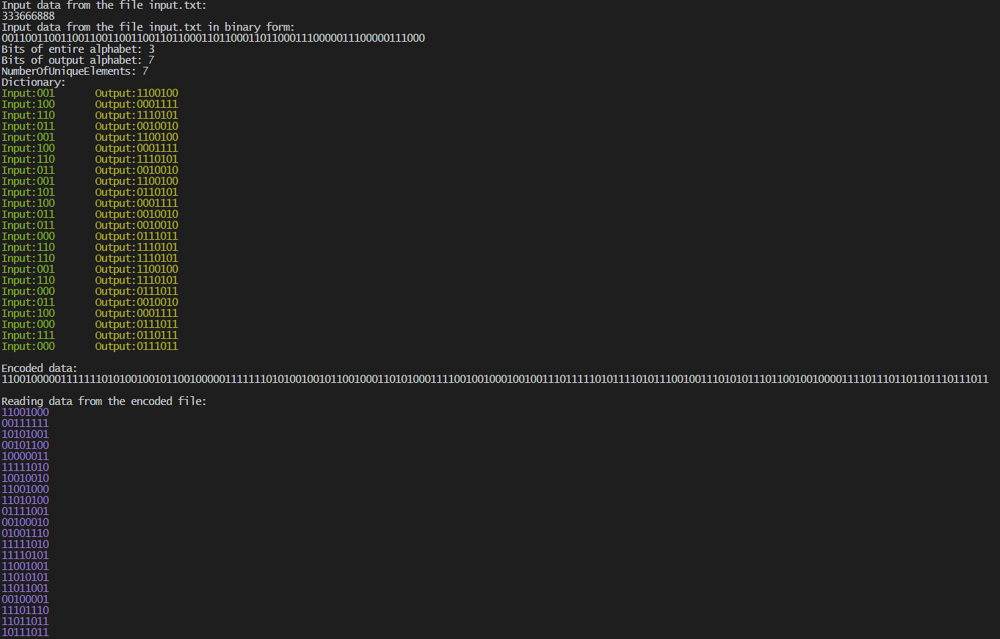 Input data from the file input.txt:
333666888
Input data from the file input.txt in binary form:
001100110011001100110011001101100011011000110110001110000011100000111000
Bits of entire alphabet: 3
Bits of output alphabet: 7
NumberOfUniqueElements: 7
Dictionary:
Input:001 Output:1100100
Input:100 Output:0001111
Input:110 Output:1110101
Input:011 Output:0010010
Input:001 Output:1100100
Input:100 Output:0001111
Input:110 Output:1110101
Input:011 Output:0010010
Input:001 Output:1100100
Input:101 Output:0110101
Input:100 Output:0001111
Input:011 Output:0010010
Input:011 Output:0010010
Input:000 Output:0111011
Input:110 Output:1110101
Input:110 Output:1110101
Input:001 Output:1100100
Input:110 Output:1110101
Input:000 Output:0111011
Input:011 Output:0010010
Input:100 Output:0001111
Input:000 Output:0111011
Input:111 Output:0110111
Input:000 Output:0111011
Encoded data:
110010000011111110101001001011001000001111111010100100101100100011010100011110010010001001001110111110101111010111001001110101011101100100100001111011101101101110111011
Reading data from the encoded file:
11001000
00111111
10101001
00101100
10000011
11111010
10010010
11001000
11010100
01111001
00100010
01001110
11111010
11110101
11001001
11010101
11011001
00100001
11101110
11011011
10111011